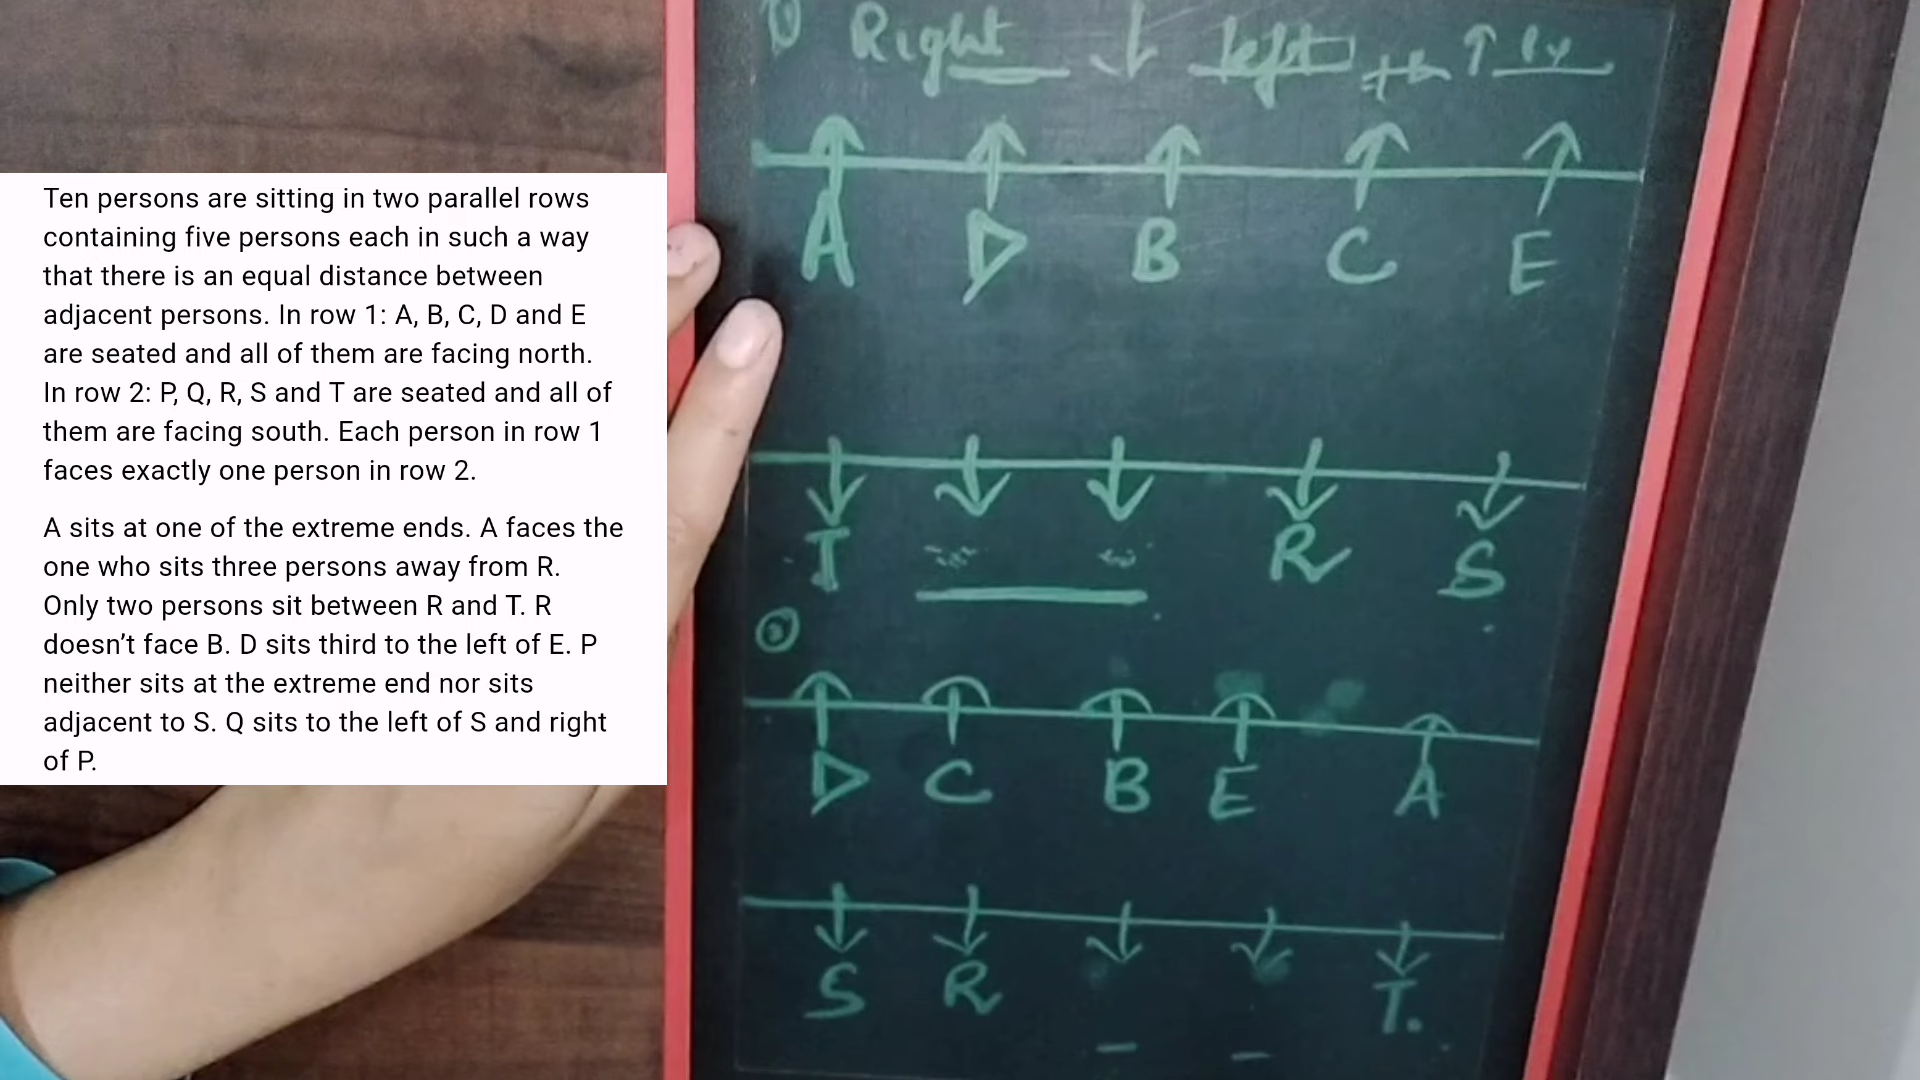 Ten persons are sitting in two parallel rows
containing five persons each in such a way
that there is an equal distance between
adjacent persons. In row 1: A, B, C, D and E
are seated and all of them are facing north.
In row 2: P, Q, R, S and T are seated and all of
them are facing south. Each person in row 1
faces exactly one person in row 2.
A sits at one of the extreme ends. A faces the
one who sits three persons away from R.
Only two persons sit between R and T. R
doesn’t face B. D sits third to the left of E. P
neither sits at the extreme end nor sits
adjacent to S. Q sits to the left of S and right
of P.
Right ↓ left ↑
A D B C E
T R S
D C B E A
S R T.